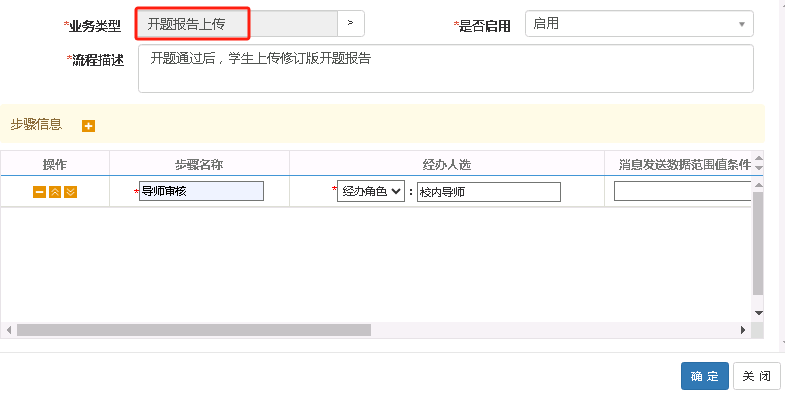 *业务类型 开题报告上传 > *是否启用 启用
*流程描述 开题通过后，学生上传修订版开题报告
步骤信息
操作 步骤名称 经办人选 消息发送数据范围值条件
*导师审核 *经办角色 : 校内导师
确 定 关 闭